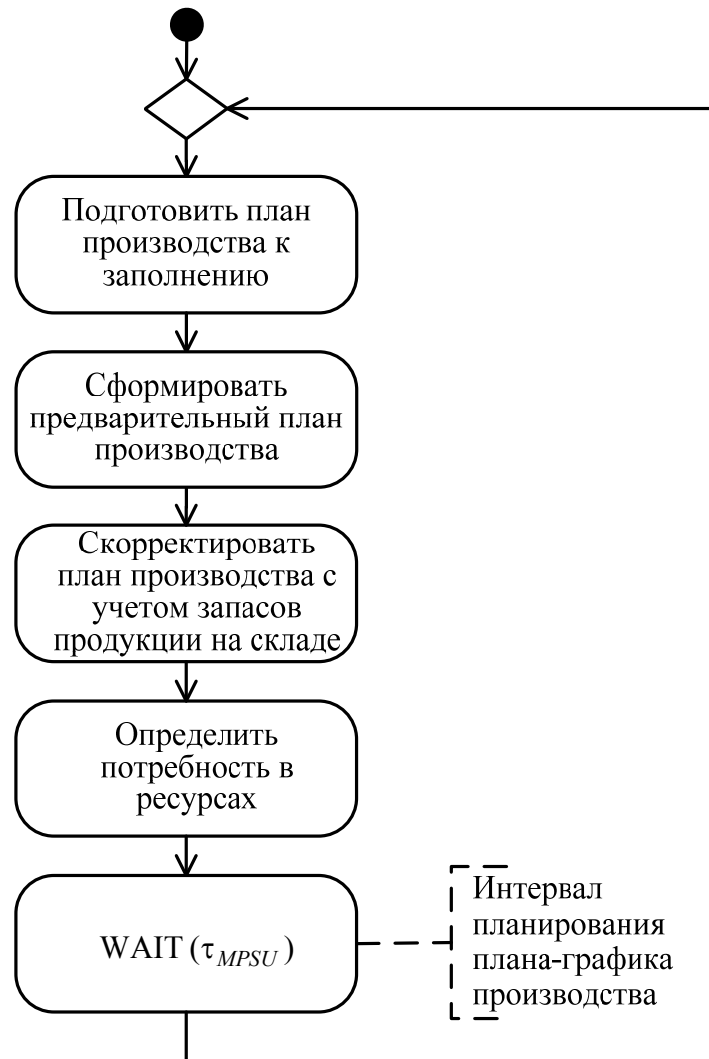 Подготовить план
производства к
заполнению
Сформировать
предварительный план
производства
Скорректировать
план производства с
учетом запасов
продукции на складе
Определить
потребность в
ресурсах
WAIT (τMPSU)
Интервал
планирования
плана-графика
производства